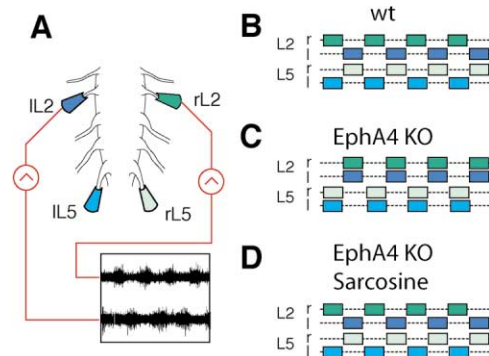 A
lL2
rL2
lL5
rL5
B
wt
L2 r
l
L5 r
l
C
EphA4 KO
L2 r
l
L5 r
l
D
EphA4 KO
Sarcosine
L2 r
l
L5 r
l